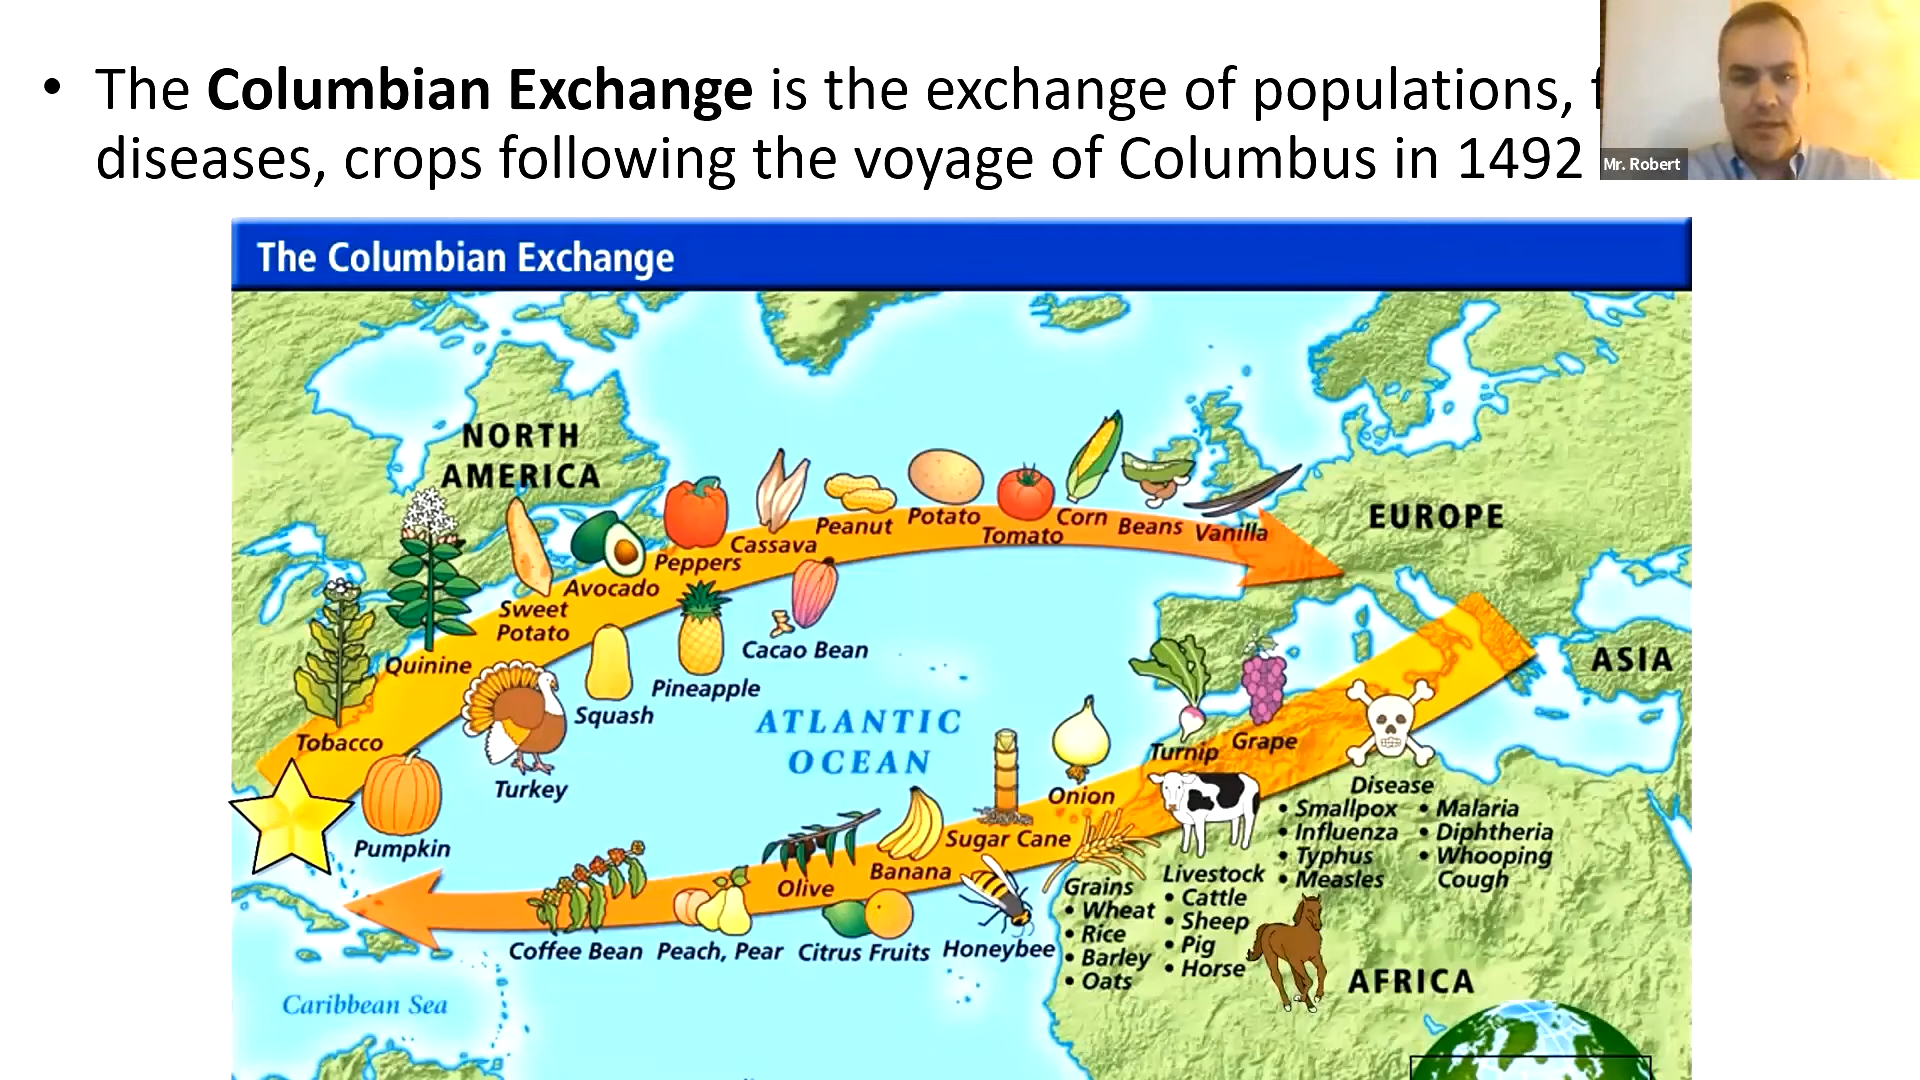 • The Columbian Exchange is the exchange of populations,
diseases, crops following the voyage of Columbus in 1492
Mr. Robert
The Columbian Exchange
NORTH
AMERICA
EUROPE
ASIA
AFRICA
ATLANTIC
OCEAN
Caribbean Sea
Tobacco
Quinine
Sweet
Potato
Avocado
Peppers
Cassava
Peanut
Potato
Tomato
Corn
Beans
Vanilla
Pumpkin
Turkey
Squash
Pineapple
Cacao Bean
Coffee Bean
Peach, Pear
Olive
Citrus Fruits
Banana
Honeybee
Sugar Cane
Onion
Turnip
Grape
Grains
• Wheat
• Rice
• Barley
• Oats
Livestock
• Cattle
• Sheep
• Pig
• Horse
Disease
• Smallpox
• Influenza
• Typhus
• Measles
• Malaria
• Diphtheria
• Whooping
Cough